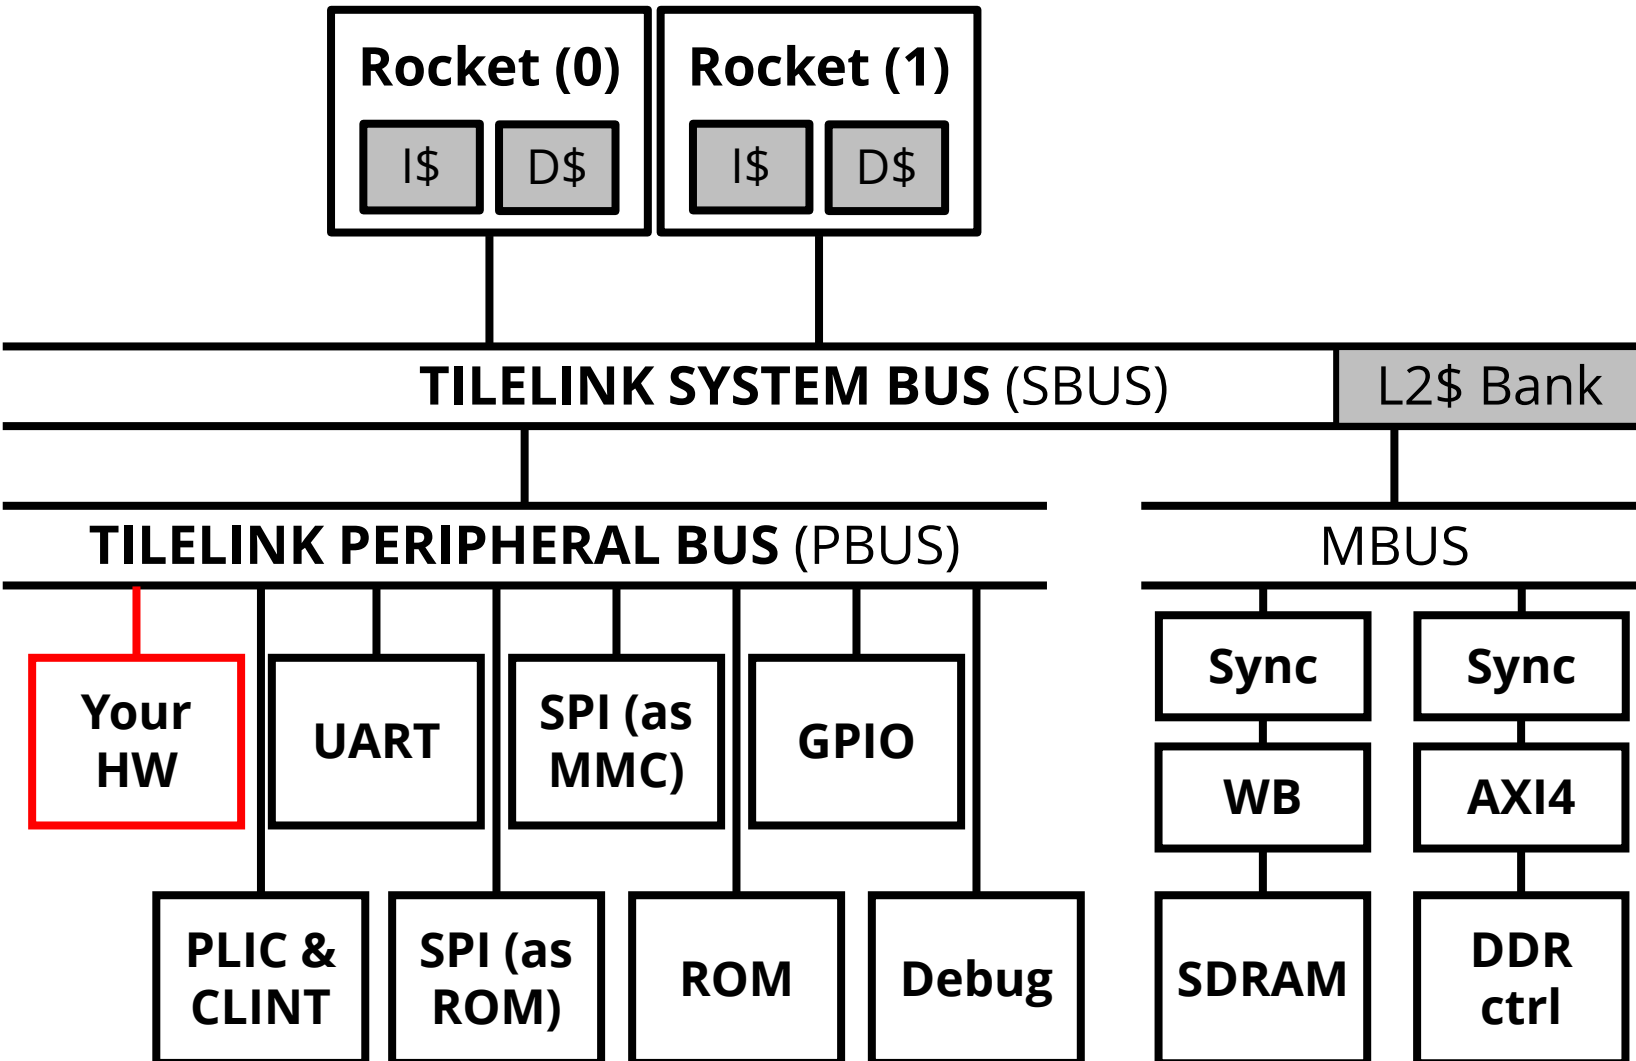 Rocket (0)
Rocket (1)
I$
D$
I$
D$
TILELINK SYSTEM BUS (SBUS)
L2$ Bank
TILELINK PERIPHERAL BUS (PBUS)
MBUS
Your
HW
UART
SPI (as
MMC)
GPIO
Sync
Sync
WB
AXI4
PLIC &
CLINT
SPI (as
ROM)
ROM
Debug
SDRAM
DDR
ctrl